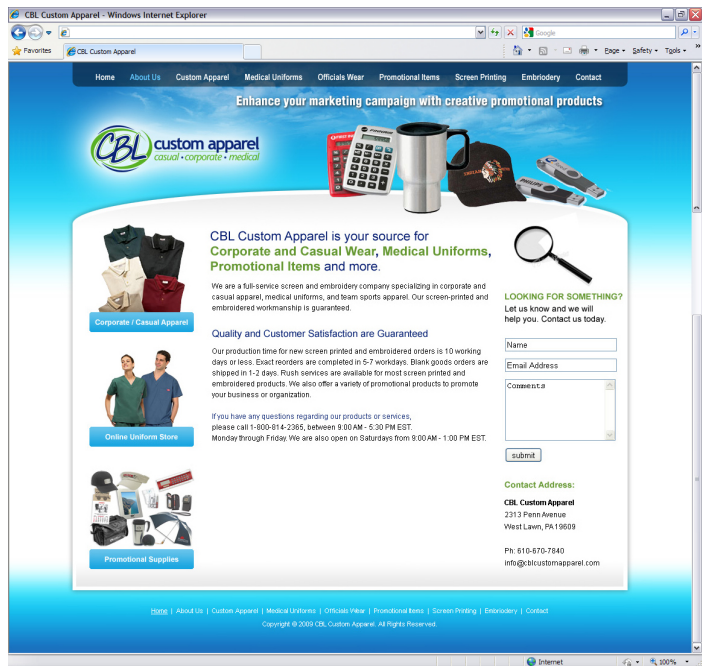 CBL Custom Apparel - Windows Internet Explorer
Google
Favorites
CBL Custom Apparel
Page
Safety
Tools
Home
About Us
Custom Apparel
Medical Uniforms
Officials Wear
Promotional Items
Screen Printing
Embriodery
Contact
Enhance your marketing campaign with creative promotional products
CBL custom apparel
casual • corporate • medical
PHILIPS
CBL Custom Apparel is your source for
Corporate and Casual Wear, Medical Uniforms,
Promotional Items and more.
We are a full-service screen and embroidery company specializing in corporate and
casual apparel, medical uniforms, and team sports apparel. Our screen-printed and
embroidered workmanship is guaranteed.
Quality and Customer Satisfaction are Guaranteed
Our production time for new screen printed and embroidered orders is 10 working
days or less. Exact reorders are completed in 5-7 workdays. Blank goods orders are
shipped in 1-2 days. Rush services are available for most screen printed and
embroidered products. We also offer a variety of promotional products to promote
your business or organization.
If you have any questions regarding our products or services,
please call 1-800-814-2365, between 9:00 AM - 5:30 PM EST.
Monday through Friday. We are also open on Saturdays from 9:00 AM - 1:00 PM EST.
Corporate / Casual Apparel
Online Uniform Store
Promotional Supplies
LOOKING FOR SOMETHING?
Let us know and we will
help you. Contact us today.
Name
Email Address
Comments
submit
Contact Address:
CBL Custom Apparel
2313 Penn Avenue
West Lawn, PA 19609
Ph: 610-670-7840
info@cblcustomapparel.com
Home | About Us | Custom Apparel | Medical Uniforms | Officials Wear | Promotional Items | Screen Printing | Embriodery | Contact
Copyright © 2009 CBL Custom Apparel. All Rights Reserved.
Internet
100%